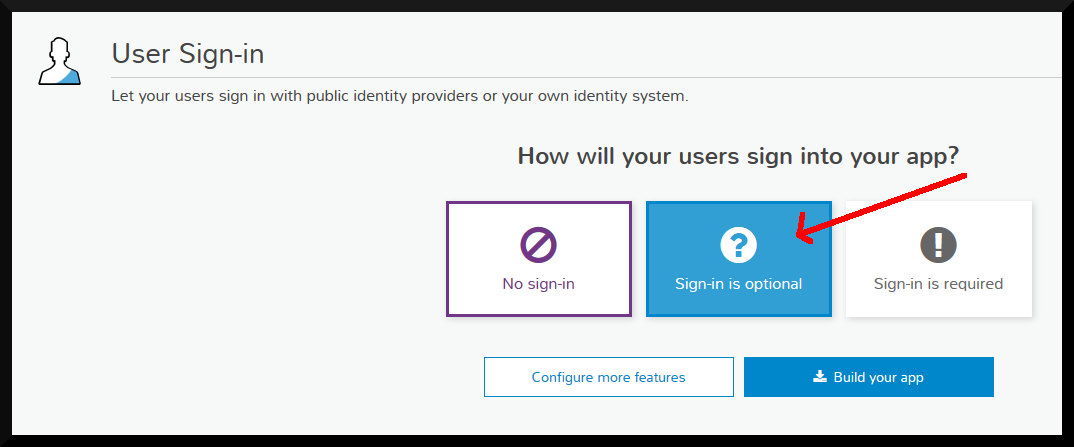 User Sign-in
Let your users sign in with public identity providers or your own identity system.
How will your users sign into your app?
No sign-in
Sign-in is optional
Sign-in is required
Configure more features
Build your app